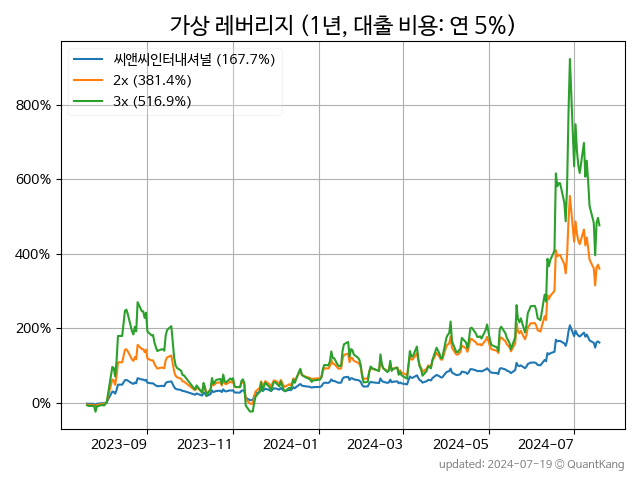 가상 레버리지 (1년, 대출 비용: 연 5%)
씨앤씨인터내셔널 (167.7%)
2x (381.4%)
3x (516.9%)
800%
600%
400%
200%
0%
2023-09
2023-11
2024-01
2024-03
2024-05
2024-07
updated: 2024-07-19 © QuantKang